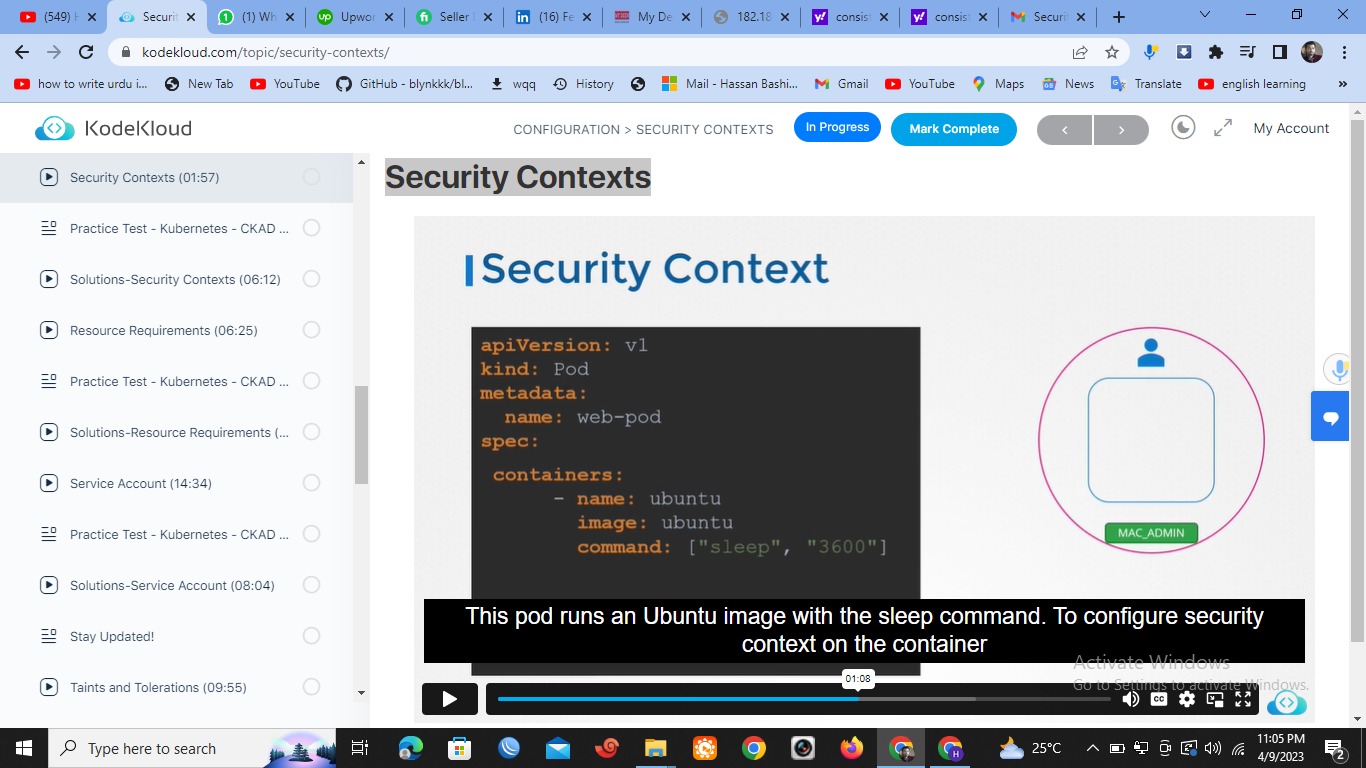 (549) H
Securit
(1) Wh
Upwor
Seller
(16) Fe
My De
182.18
consist
consist
Securit
kodekloud.com/topic/security-contexts/
how to write urdu i...
New Tab
YouTube
GitHub - blynkkk/bl...
wqq
History
Mail - Hassan Bashi...
Gmail
YouTube
Maps
News
Translate
english learning
»
KodeKloud
CONFIGURATION > SECURITY CONTEXTS
In Progress
Mark Complete
My Account
Security Contexts (01:57)
Practice Test - Kubernetes - CKAD ...
Solutions-Security Contexts (06:12)
Resource Requirements (06:25)
Practice Test - Kubernetes - CKAD ...
Solutions-Resource Requirements (...
Service Account (14:34)
Practice Test - Kubernetes - CKAD ...
Solutions-Service Account (08:04)
Stay Updated!
Taints and Tolerations (09:55)
Security Contexts
Security Context
apiVersion: v1
kind: Pod
metadata:
name: web-pod
spec:
containers:
- name: ubuntu
image: ubuntu
command: ["sleep", "3600"]
MAC_ADMIN
This pod runs an Ubuntu image with the sleep command. To configure security
context on the container
01:08
Activate Windows
Go to Settings to activate Windows.
Type here to search
25°C
11:05 PM
4/9/2023
2